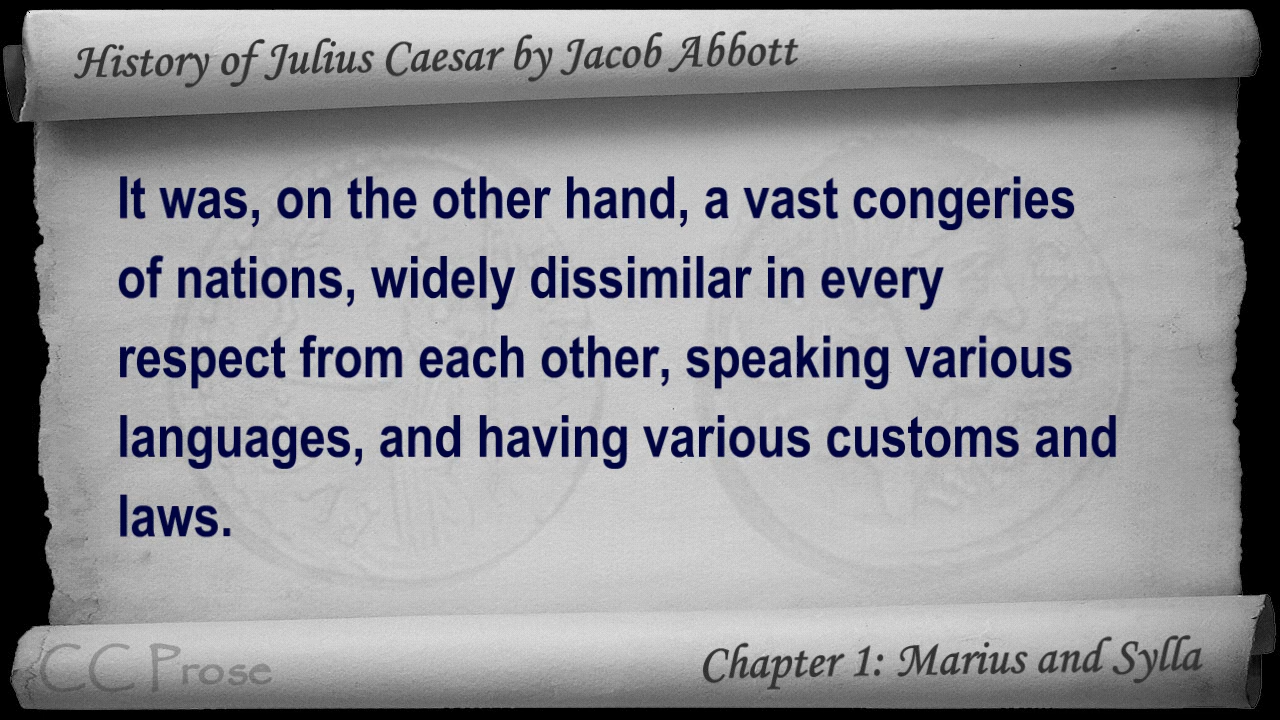 History of Julius Caesar by Jacob Abbott
It was, on the other hand, a vast congeries
of nations, widely dissimilar in every
respect from each other, speaking various
languages, and having various customs and
laws.
CC Prose
Chapter 1: Marius and Sylla